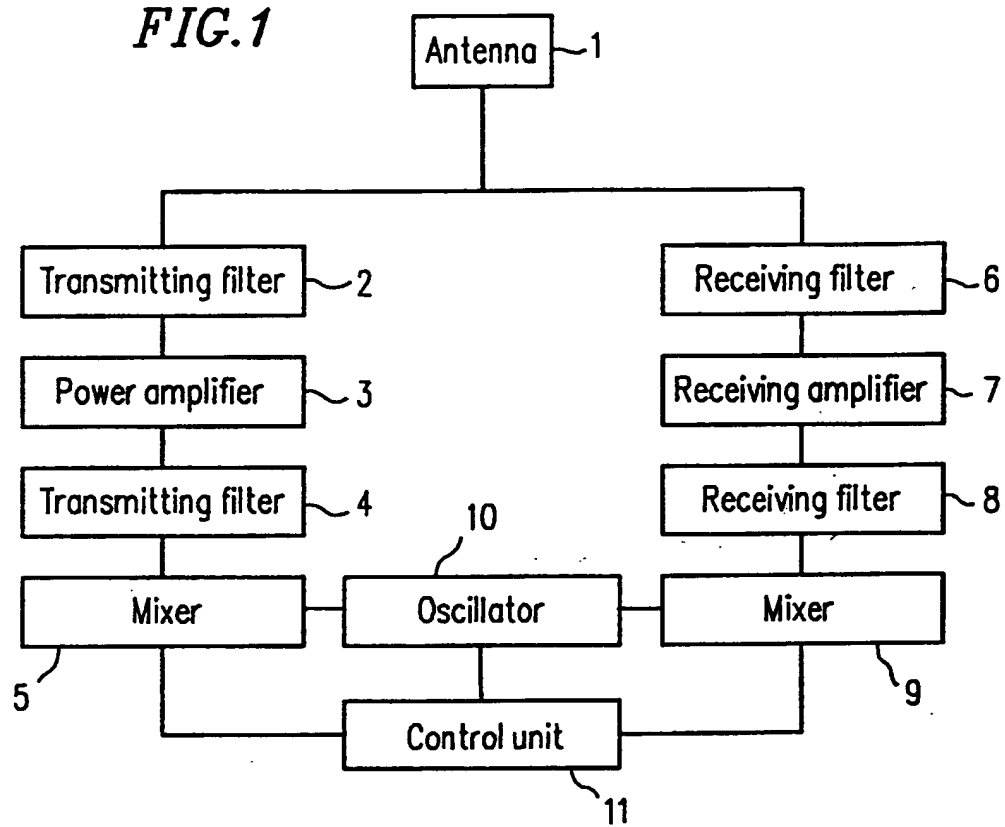 FIG.1
Antenna 1
Transmitting filter 2
Receiving filter 6
Power amplifier 3
Receiving amplifier 7
Transmitting filter 4
Receiving filter 8
10
Mixer
Oscillator
Mixer
5
9
Control unit
11